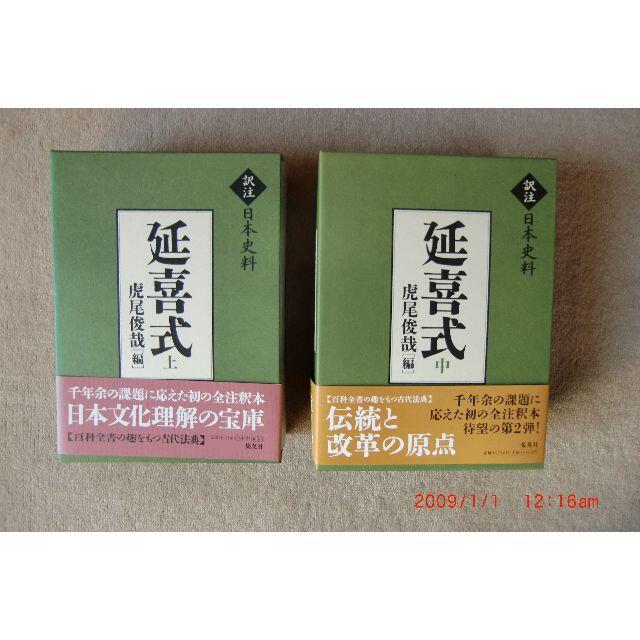 訳注
日本史料
延喜式 上
虎尾俊哉[編]
千年余の課題に応えた初の全注釈本
日本文化理解の宝庫
【百科全書の趣をもつ古代法典】
集英社
訳注
日本史料
延喜式 中
虎尾俊哉[編]
【百科全書の趣をもつ古代法典】
伝統と
改革の原点
千年余の課題に
応えた初の全注釈本
待望の第2弾!
集英社
2009/1/1 12:16am